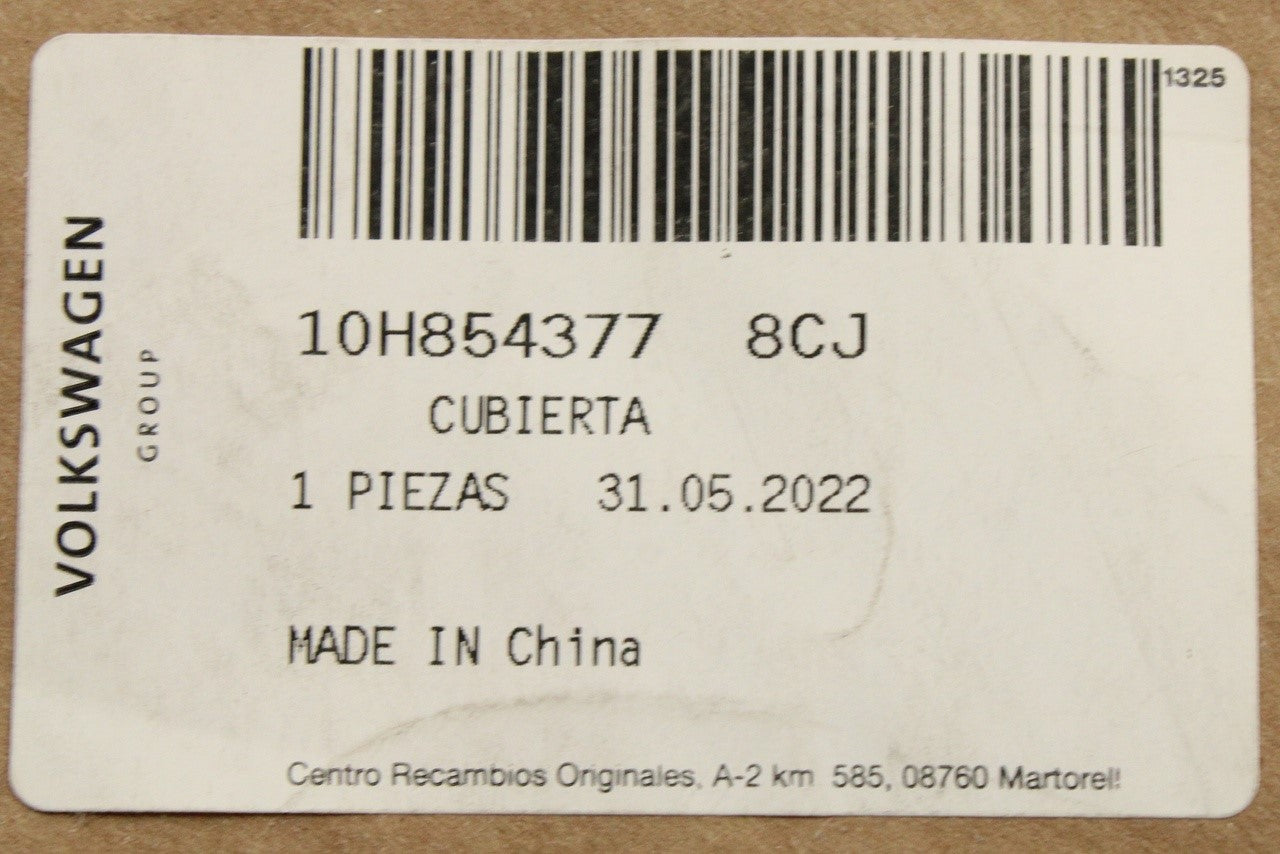 1325
VOLKSWAGEN
GROUP
10H854377 8CJ
CUBIERTA
1 PIEZAS 31.05.2022
MADE IN China
Centro Recambios Originales, A-2 km 585, 08760 Martorell